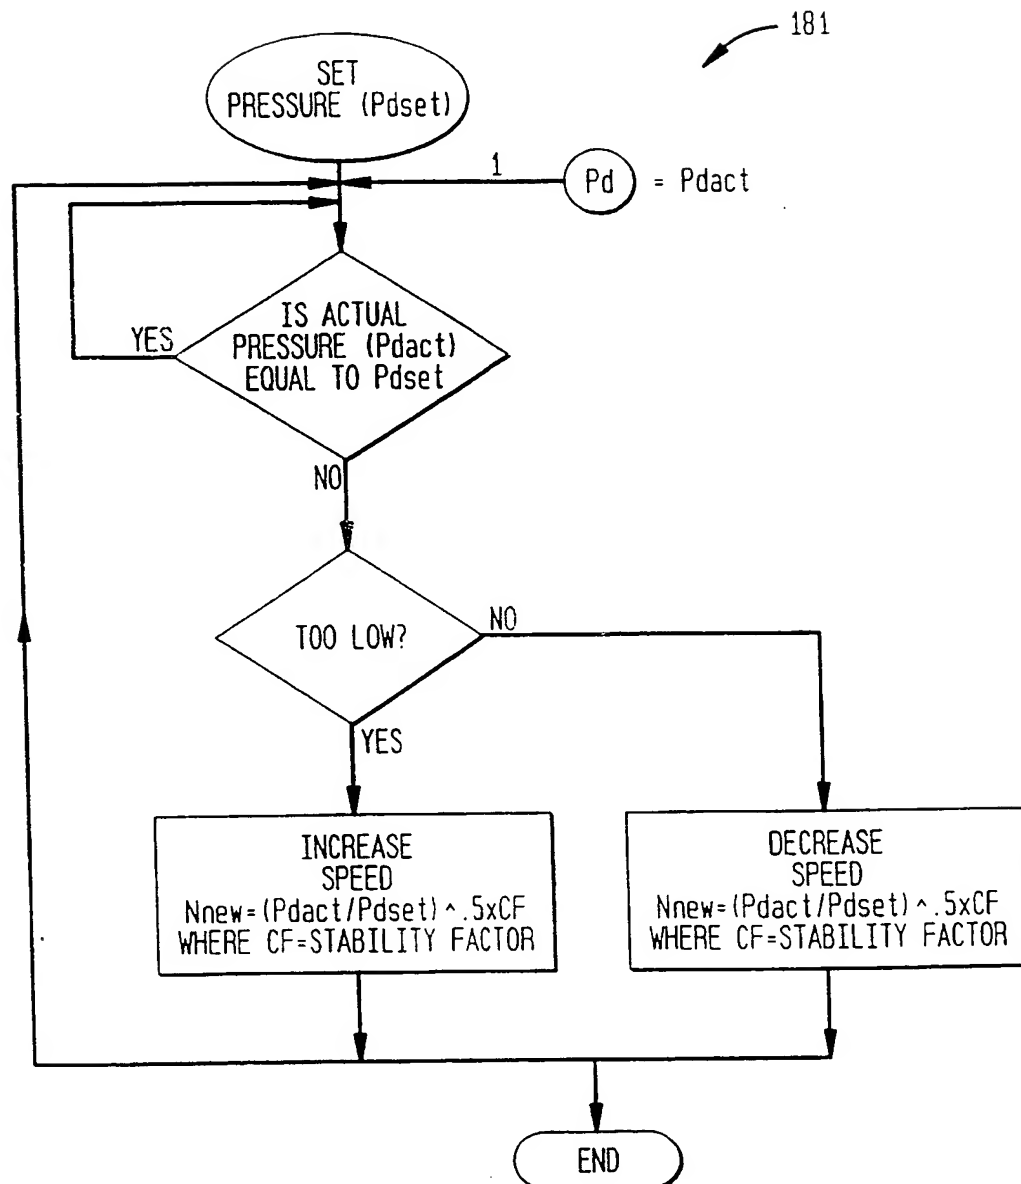 181
SET
PRESSURE (Pdset)
1
Pd = Pdact
IS ACTUAL
PRESSURE (Pdact)
EQUAL TO Pdset
YES
NO
TOO LOW?
NO
YES
INCREASE
SPEED
Nnew=(Pdact/Pdset)^.5xCF
WHERE CF=STABILITY FACTOR
DECREASE
SPEED
Nnew=(Pdact/Pdset)^.5xCF
WHERE CF=STABILITY FACTOR
END